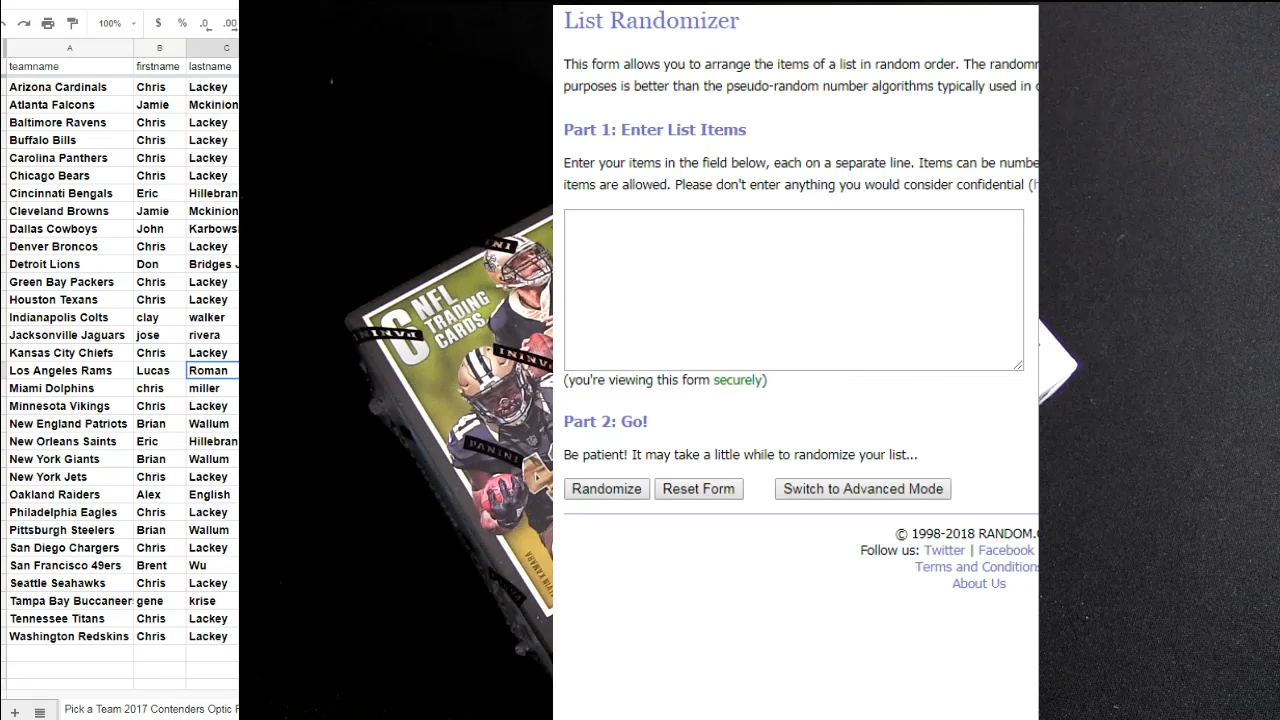 100%
$
%
.0
.00
A
B
C
teamname firstname lastname
Arizona Cardinals Chris Lackey
Atlanta Falcons Jamie Mckinion
Baltimore Ravens Chris Lackey
Buffalo Bills Chris Lackey
Carolina Panthers Chris Lackey
Chicago Bears Chris Lackey
Cincinnati Bengals Eric Hillebran
Cleveland Browns Jamie Mckinion
Dallas Cowboys John Karbows
Denver Broncos Chris Lackey
Detroit Lions Don Bridges J
Green Bay Packers Chris Lackey
Houston Texans Chris Lackey
Indianapolis Colts clay walker
Jacksonville Jaguars jose rivera
Kansas City Chiefs Chris Lackey
Los Angeles Rams Lucas Roman
Miami Dolphins chris miller
Minnesota Vikings Chris Lackey
New England Patriots Brian Wallum
New Orleans Saints Eric Hillebran
New York Giants Brian Wallum
New York Jets Chris Lackey
Oakland Raiders Alex English
Philadelphia Eagles Chris Lackey
Pittsburgh Steelers Brian Wallum
San Diego Chargers Chris Lackey
San Francisco 49ers Brent Wu
Seattle Seahawks Chris Lackey
Tampa Bay Buccaneer gene krise
Tennessee Titans Chris Lackey
Washington Redskins Chris Lackey
Pick a Team 2017 Contenders Optic F
6 NFL
TRADING
CARDS
PANINI
PANINI
PANINI
List Randomizer
This form allows you to arrange the items of a list in random order. The random
purposes is better than the pseudo-random number algorithms typically used in
Part 1: Enter List Items
Enter your items in the field below, each on a separate line. Items can be numbe
items are allowed. Please don't enter anything you would consider confidential (
(you're viewing this form securely)
Part 2: Go!
Be patient! It may take a little while to randomize your list...
Randomize Reset Form Switch to Advanced Mode
© 1998-2018 RANDOM.
Follow us: Twitter | Facebook
Terms and Condition
About Us